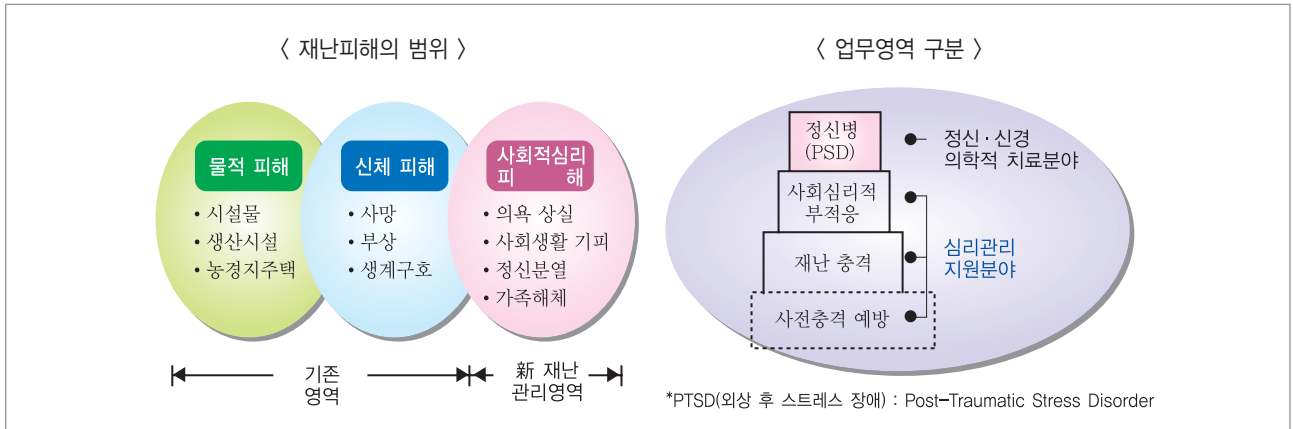 〈 재난피해의 범위 〉
물적 피해
• 시설물
• 생산시설
• 농경지주택
신체 피해
• 사망
• 부상
• 생계구호
사회적심리
피 해
• 의욕 상실
• 사회생활 기피
• 정신분열
• 가족해체
기존
영역
新 재난
관리영역
〈 업무영역 구분 〉
정신병
(PSD)
정신·신경
의학적 치료분야
사회심리적
부적응
재난 충격
사전충격 예방
심리관리
지원분야
*PTSD(외상 후 스트레스 장애) : Post-Traumatic Stress Disorder